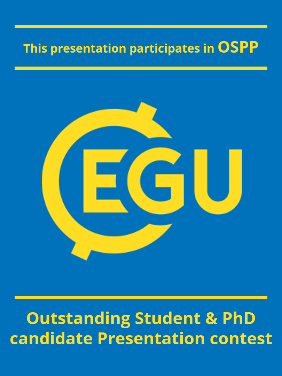 This presentation participates in OSPP
EGU
Outstanding Student & PhD
candidate Presentation contest